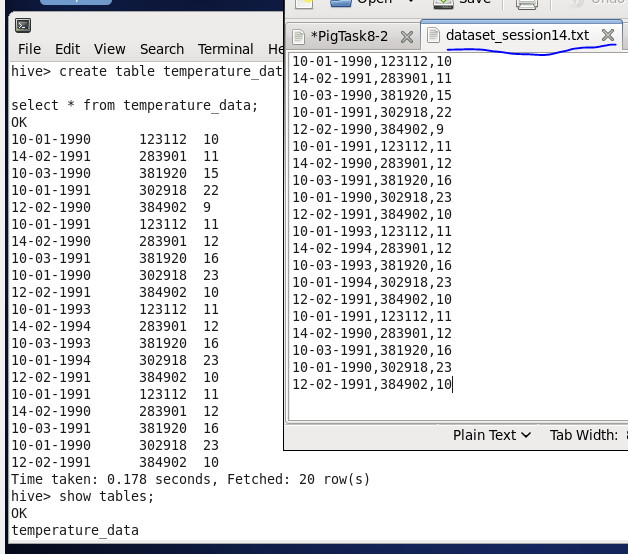 Open
Save
Undo
File Edit View Search Terminal He
*PigTask8-2
dataset_session14.txt
hive> create table temperature_dat
select * from temperature_data;
OK
10-01-1990 123112 10
14-02-1991 283901 11
10-03-1990 381920 15
10-01-1991 302918 22
12-02-1990 384902 9
10-01-1991 123112 11
14-02-1990 283901 12
10-03-1991 381920 16
10-01-1990 302918 23
12-02-1991 384902 10
10-01-1993 123112 11
14-02-1994 283901 12
10-03-1993 381920 16
10-01-1994 302918 23
12-02-1991 384902 10
10-01-1991 123112 11
14-02-1990 283901 12
10-03-1991 381920 16
10-01-1990 302918 23
12-02-1991 384902 10
Time taken: 0.178 seconds, Fetched: 20 row(s)
hive> show tables;
OK
temperature_data
10-01-1990,123112,10
14-02-1991,283901,11
10-03-1990,381920,15
10-01-1991,302918,22
12-02-1990,384902,9
10-01-1991,123112,11
14-02-1990,283901,12
10-03-1991,381920,16
10-01-1990,302918,23
12-02-1991,384902,10
10-01-1993,123112,11
14-02-1994,283901,12
10-03-1993,381920,16
10-01-1994,302918,23
12-02-1991,384902,10
10-01-1991,123112,11
14-02-1990,283901,12
10-03-1991,381920,16
10-01-1990,302918,23
12-02-1991,384902,10
Plain Text Tab Width: